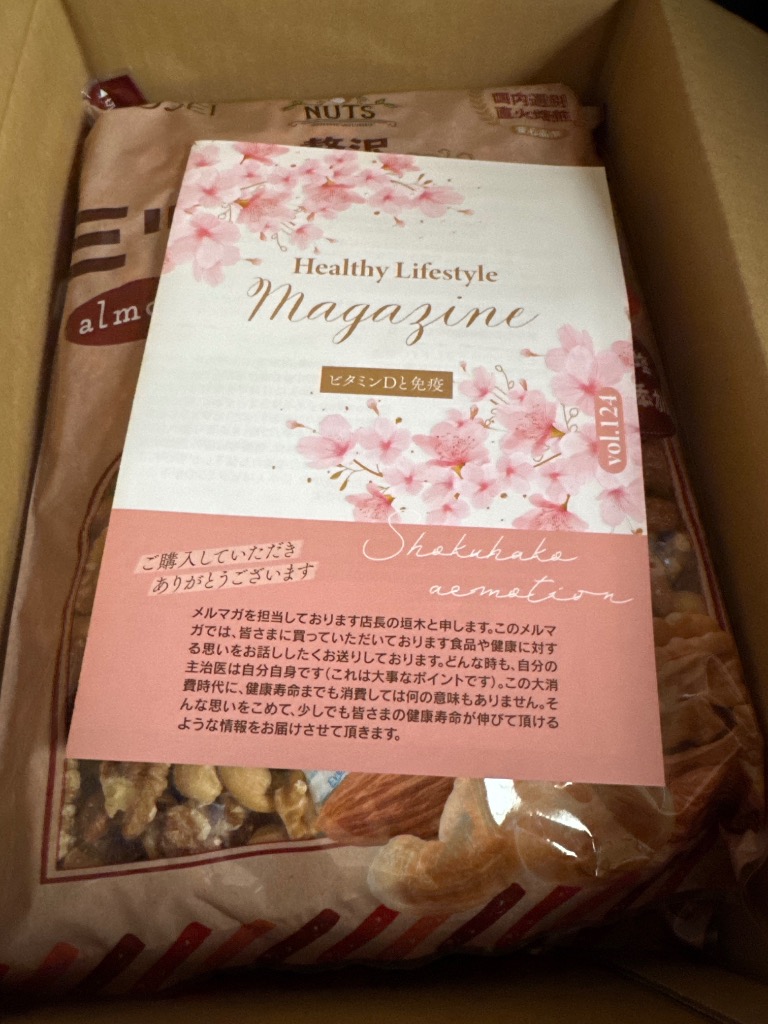 NUTS
国内選別
直火焙煎
贅沢
ミ
almo
Healthy Lifestyle
Magazine
ビタミンDと免疫
vol.124
ご購入していただき
ありがとうございます
Shokuhako
aemotion
メルマガを担当しております店長の垣木と申します。このメルマ
ガでは、皆さまに買っていただいております食品や健康に対す
る思いをお話ししたくお送りしております。どんな時も、自分の
主治医は自分自身です(これは大事なポイントです)。この大消
費時代に、健康寿命までも消費しては何の意味もありません。そ
んな思いをこめて、少しでも皆さまの健康寿命が伸びて頂ける
ような情報をお届けさせて頂きます。